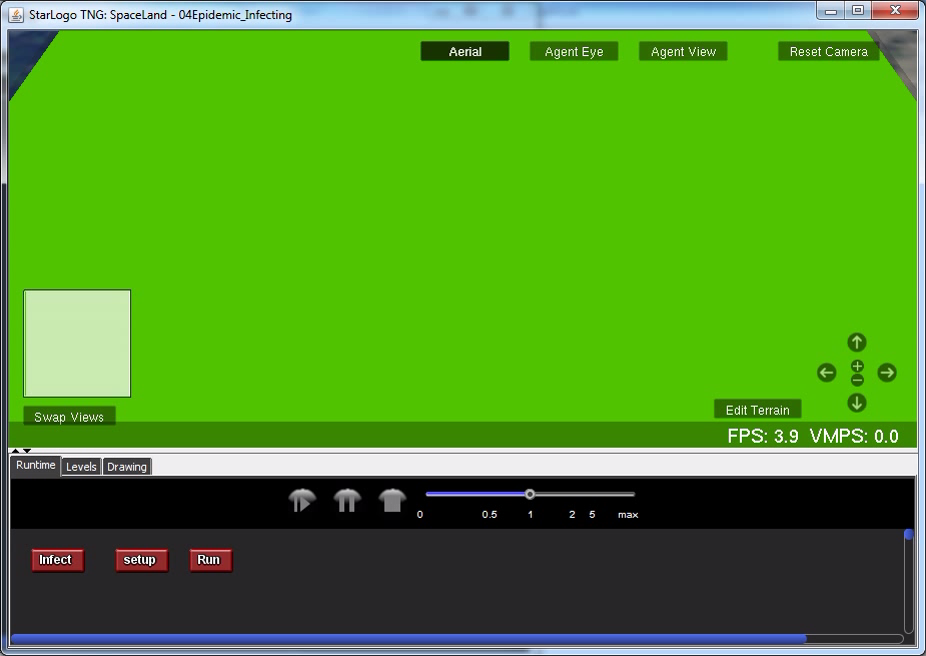 StarLogo TNG: SpaceLand - 04Epidemic_Infecting
Aerial Agent Eye Agent View Reset Camera
Swap Views
Edit Terrain
FPS: 3.9 VMPS: 0.0
Runtime Levels Drawing
0 0.5 1 2 5 max
Infect setup Run